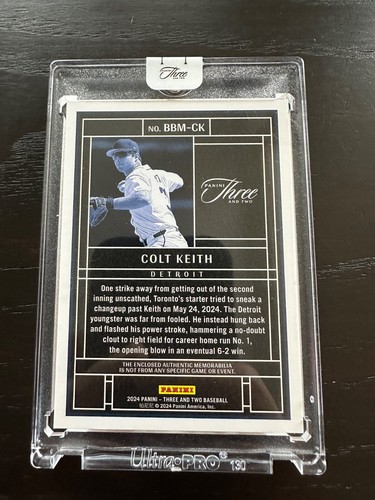 Three
AND TWO
NO. BBM-CK
PANINI
Three
AND TWO
COLT KEITH
DETROIT
One strike away from getting out of the second
inning unscathed, Toronto's starter tried to sneak a
changeup past Keith on May 24, 2024. The Detroit
youngster was far from fooled. He instead hung back
and flashed his power stroke, hammering a no-doubt
clout to right field for career home run No. 1,
the opening blow in an eventual 6-2 win.
THE ENCLOSED AUTHENTIC MEMORABILIA
IS NOT FROM ANY SPECIFIC GAME OR EVENT.
PANINI
2024 PANINI – THREE AND TWO BASEBALL
© 2024 Panini America, Inc.
Ultra•PRO® 130